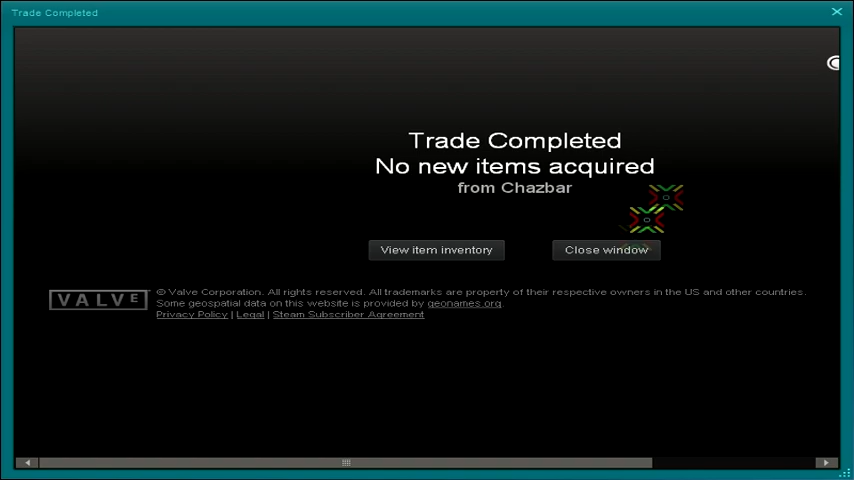 Trade Completed
Trade Completed
No new items acquired
from Chazbar
View item inventory
Close window
VALVE
© Valve Corporation. All rights reserved. All trademarks are property of their respective owners in the US and other countries.
Some geospatial data on this website is provided by geonames.org.
Privacy Policy | Legal | Steam Subscriber Agreement